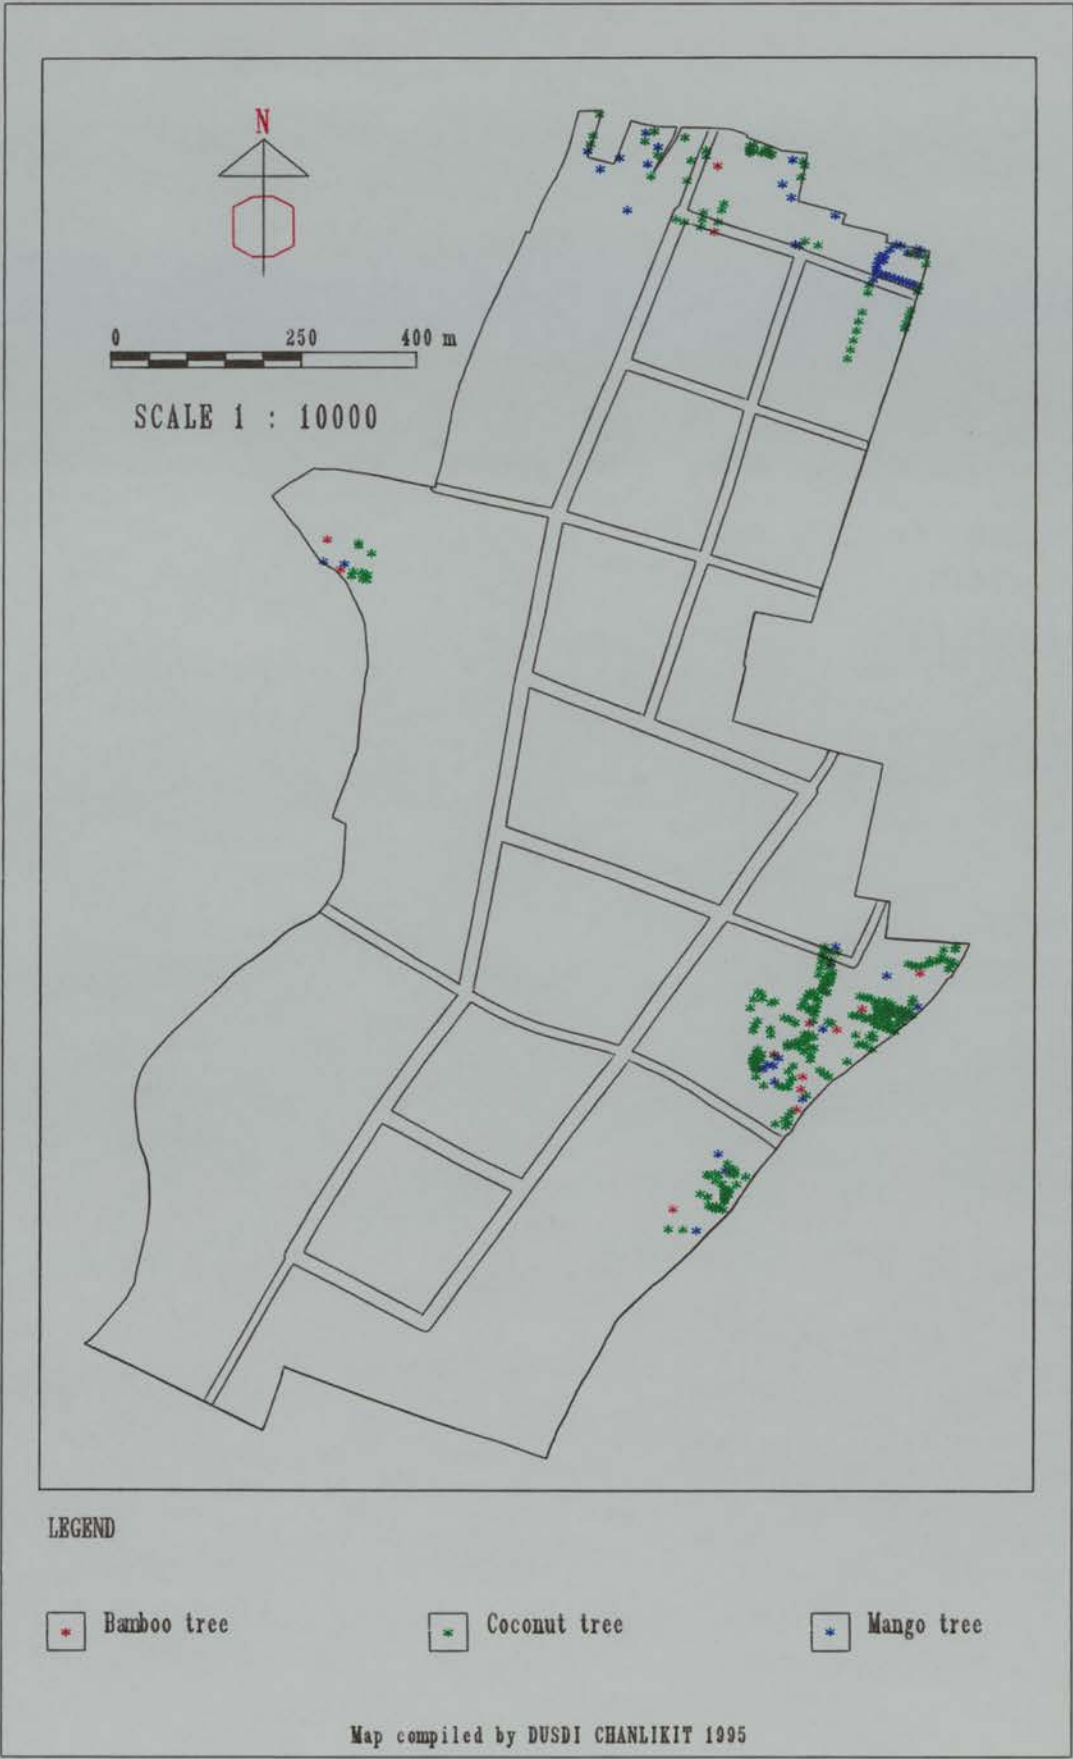 N
0 250 400 m
SCALE 1 : 10000
LEGEND
Bamboo tree Coconut tree Mango tree
Map compiled by DUSDI CHANLIKIT 1995